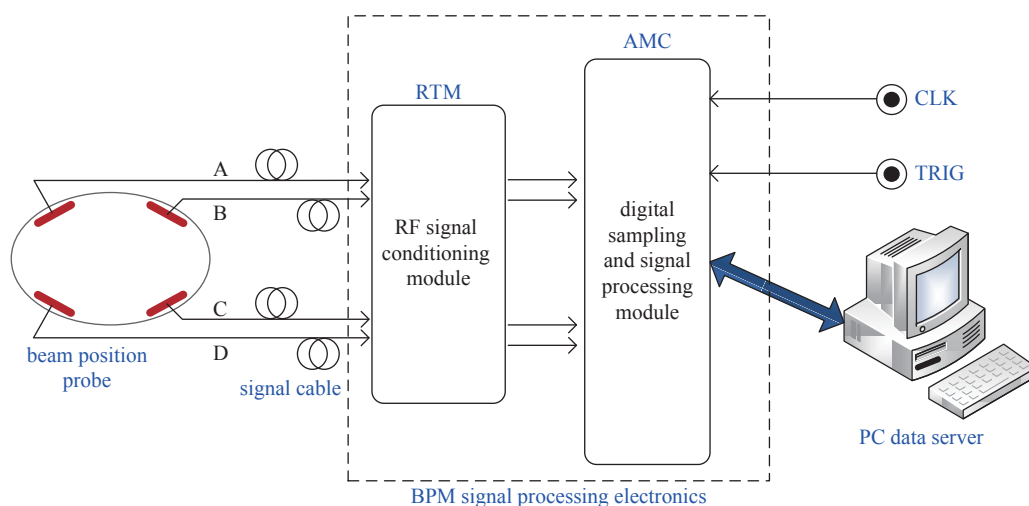 AMC
RTM
CLK
A
TRIG
B
RF signal
conditioning
module
digital
sampling
and signal
processing
module
C
D
beam position
probe
signal cable
PC data server
BPM signal processing electronics